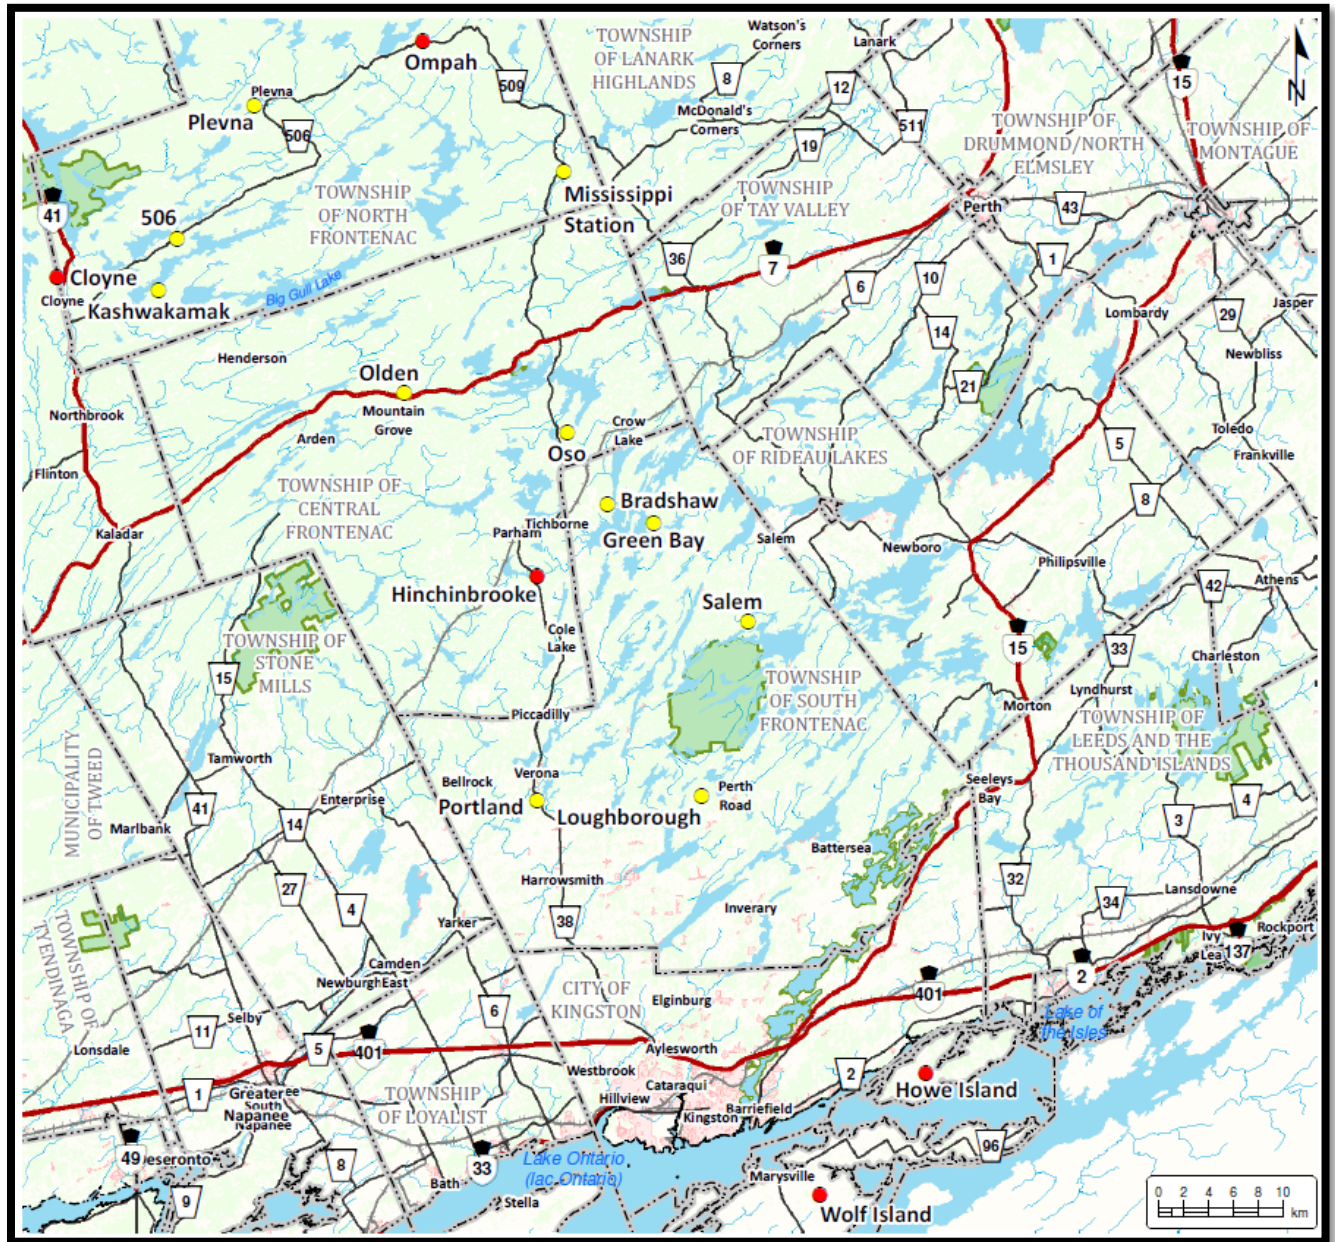 Watson's
Corners
Lanark
TOWNSHIP
OF LANARK
HIGHLANDS
Ompah
8
509
12
15
N
Plevna
Plevna
506
McDonald's
Corners
511
19
TOWNSHIP OF
DRUMMOND/NORTH
ELMSLEY
TOWNSHIP OF
MONTAGUE
TOWNSHIP
OF NORTH
FRONTENAC
Mississippi
Station
TOWNSHIP
OF TAY VALLEY
Perth
43
41
506
36
7
1
Cloyne
Cloyne
Kashwakamak
Big Gull Lake
6
10
Lombardy
29
Jasper
14
Henderson
Newbliss
Olden
21
Mountain
Grove
Northbrook
Arden
Crow
Lake
Oso
TOWNSHIP
OF RIDEAU LAKES
5
Toledo
Frankville
Flinton
TOWNSHIP OF
CENTRAL
FRONTENAC
Bradshaw
8
Tichborne
Parham
Green Bay
Salem
Newboro
Kaladar
Philipsville
42
Athens
Hinchinbrooke
Salem
Cole
Lake
TOWNSHIP OF
STONE
MILLS
15
15
33
Charleston
TOWNSHIP
OF SOUTH
FRONTENAC
Lyndhurst
Morton
Piccadilly
TOWNSHIP OF
LEEDS AND THE
THOUSAND ISLANDS
MUNICIPALITY
OF TWEED
Tamworth
Verona
Bellrock
Perth
Road
Seeleys
Bay
Enterprise
Portland
Loughborough
41
14
4
3
Marlbank
Battersea
27
4
Harrowsmith
32
Lansdowne
34
Inverary
38
Yarker
TOWNSHIP OF
TYENDINAGA
Rockport
Ivy
Lea
137
Camden
East
Newburgh
2
401
CITY OF
KINGSTON
Elginburg
6
Selby
11
Lake of
the Isles
Lonsdale
5
401
Aylesworth
Westbrook
2
Howe Island
1
Greater
Napanee
South
Napanee
TOWNSHIP
OF LOYALIST
Cataraqui
Hillview
Barriefield
Kingston
49
eseronto
8
33
Lake Ontario
(lac Ontario)
96
Marysville
Bath
9
Stella
Wolf Island
0 2 4 6 8 10
km